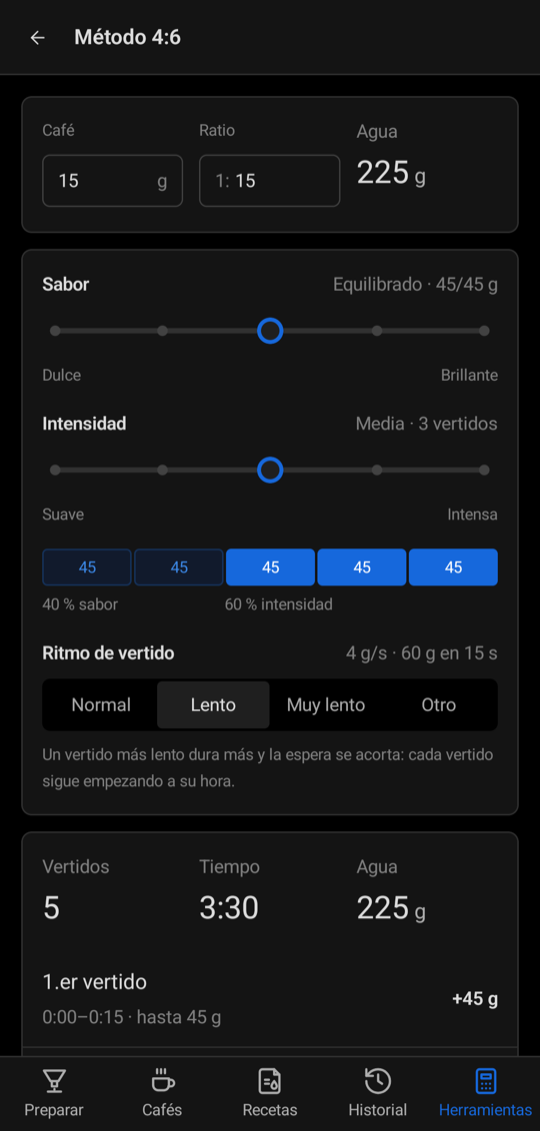 Método 4:6
Café Ratio Agua
15 g 1: 15 225 g
Sabor Equilibrado · 45/45 g
Dulce Brillante
Intensidad Media · 3 vertidos
Suave Intensa
45 45 45 45 45
40 % sabor 60 % intensidad
Ritmo de vertido 4 g/s · 60 g en 15 s
Normal Lento Muy lento Otro
Un vertido más lento dura más y la espera se acorta: cada vertido
sigue empezando a su hora.
Vertidos Tiempo Agua
5 3:30 225 g
1.er vertido
+45 g
0:00–0:15 · hasta 45 g
Preparar Cafés Recetas Historial Herramientas